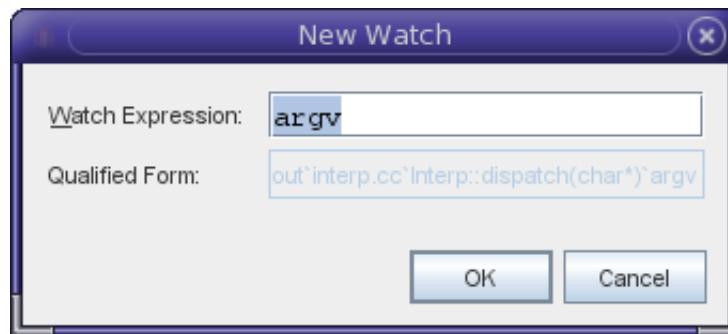 New Watch
Watch Expression: argv
Qualified Form: out`interp.cc`Interp::dispatch(char*)`argv
OK Cancel